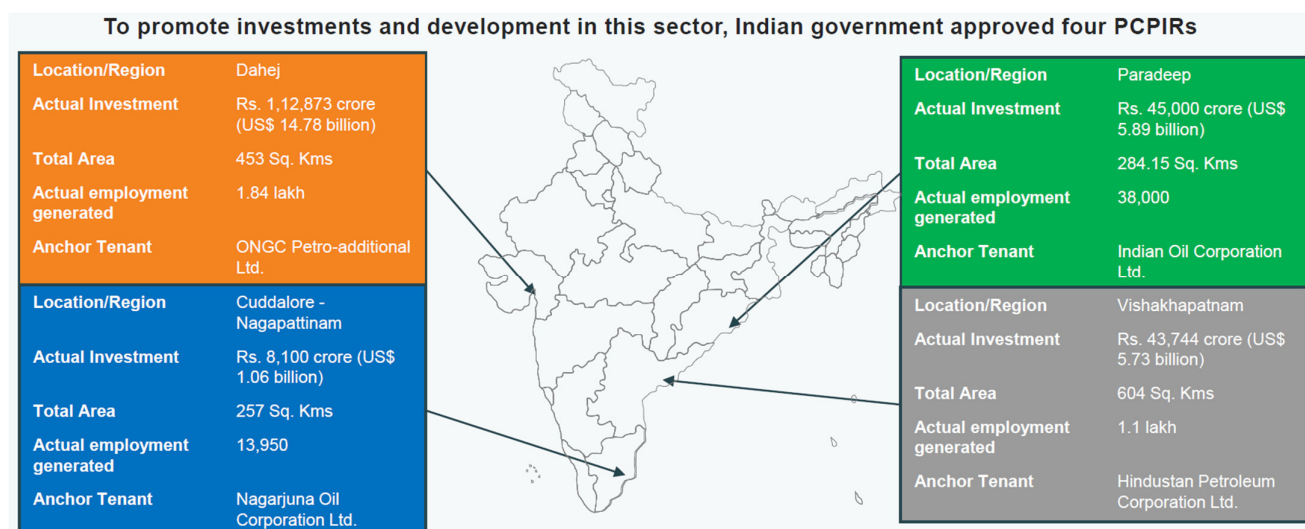 To promote investments and development in this sector, Indian government approved four PCPIRs
Location/Region Dahej
Actual Investment Rs. 1,12,873 crore
(US$ 14.78 billion)
Total Area 453 Sq. Kms
Actual employment 1.84 lakh
generated
Anchor Tenant ONGC Petro-additional
Ltd.
Location/Region Cuddalore -
Nagapattinam
Actual Investment Rs. 8,100 crore (US$
1.06 billion)
Total Area 257 Sq. Kms
Actual employment 13,950
generated
Anchor Tenant Nagarjuna Oil
Corporation Ltd.
Location/Region Paradeep
Actual Investment Rs. 45,000 crore (US$
5.89 billion)
Total Area 284.15 Sq. Kms
Actual employment 38,000
generated
Anchor Tenant Indian Oil Corporation
Ltd.
Location/Region Vishakhapatnam
Actual Investment Rs. 43,744 crore (US$
5.73 billion)
Total Area 604 Sq. Kms
Actual employment 1.1 lakh
generated
Anchor Tenant Hindustan Petroleum
Corporation Ltd.